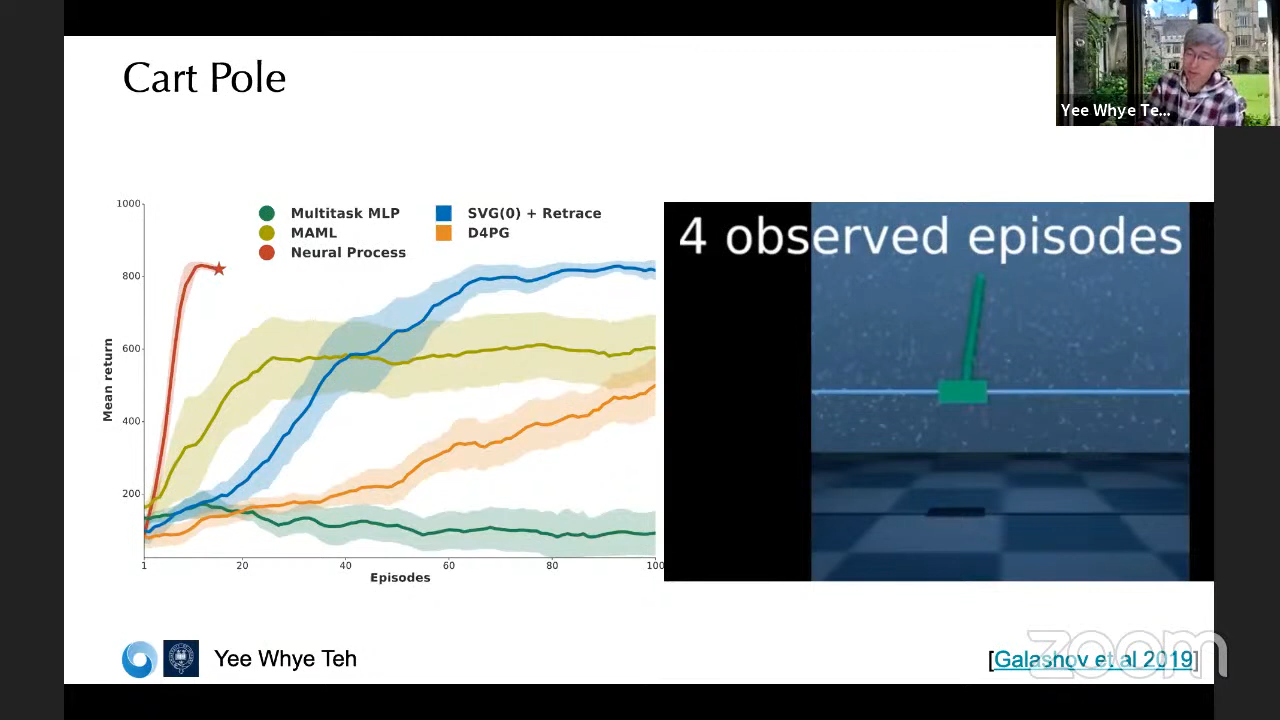 Cart Pole
Yee Whye Te...
1000
800
600
400
200
Mean return
1
20
40
60
80
100
Episodes
Multitask MLP
MAML
Neural Process
SVG(0) + Retrace
D4PG
4 observed episodes
Yee Whye Teh
[Galashov et al 2019]
zoom